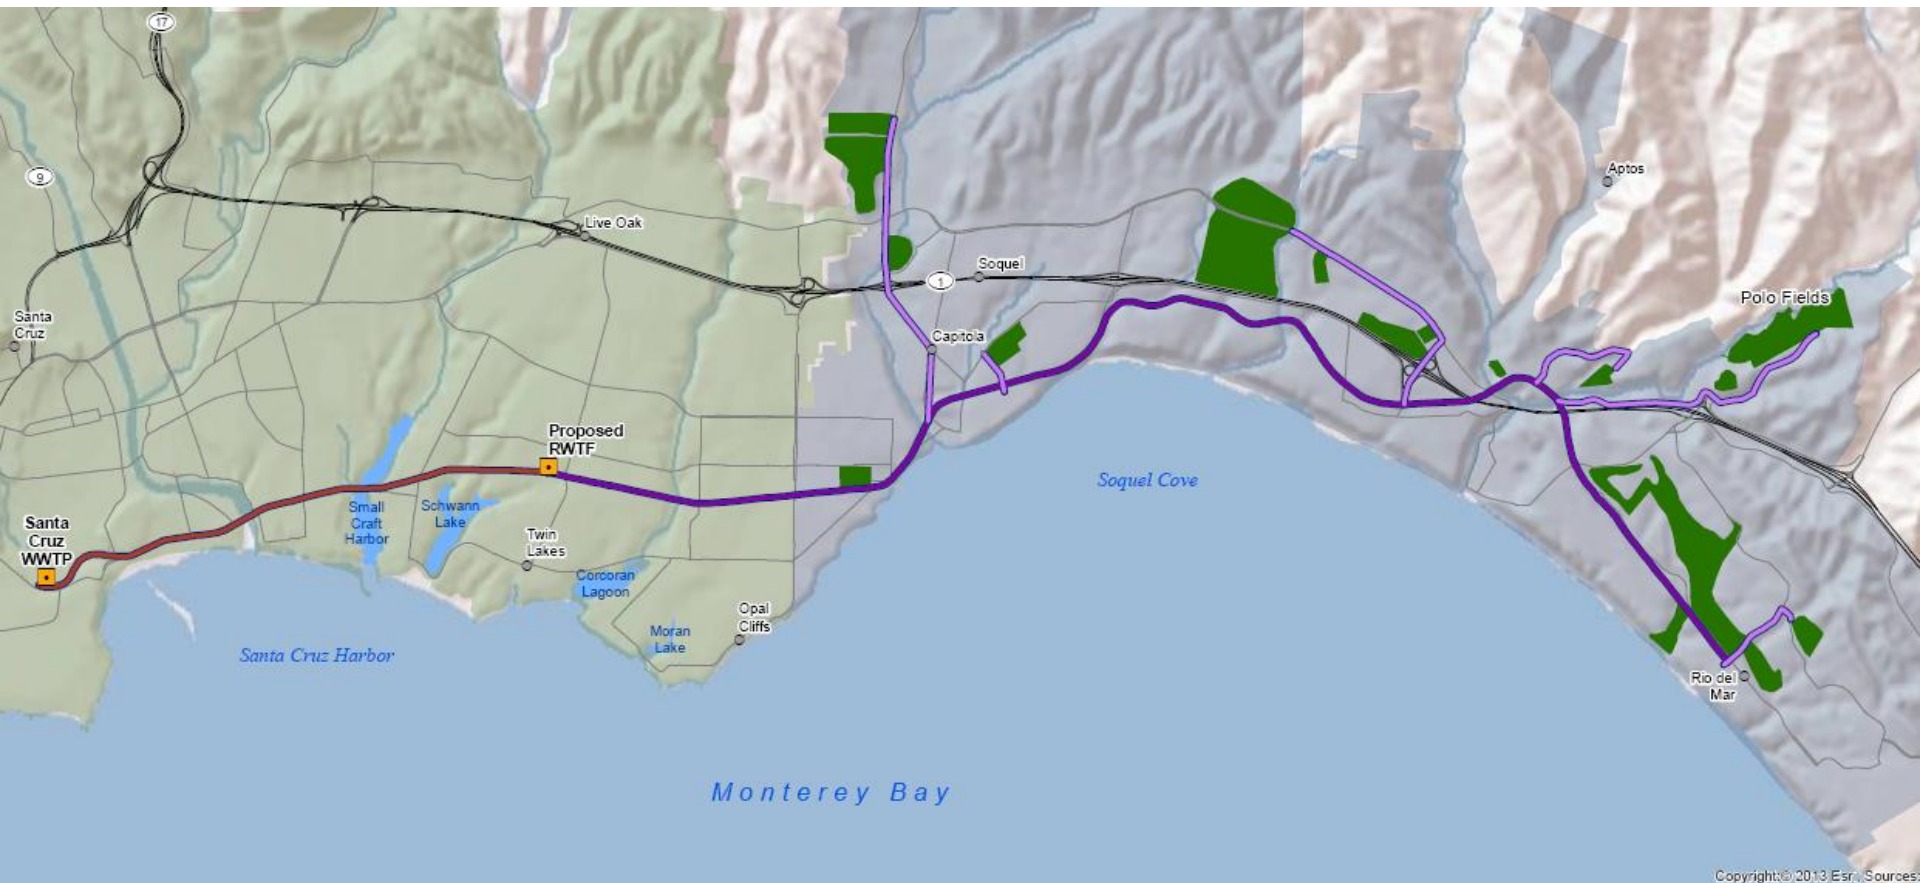 17
9
Live Oak
Aptos
Soquel
1
Polo Fields
Santa
Cruz
Capitola
Proposed
RWTF
Soquel Cove
Small
Craft
Harbor
Schwann
Lake
Santa
Cruz
WWTP
Twin
Lakes
Corcoran
Lagoon
Opal
Cliffs
Moran
Lake
Santa Cruz Harbor
Rio del
Mar
Monterey Bay
Copyright:© 2013 Esri, Sources: